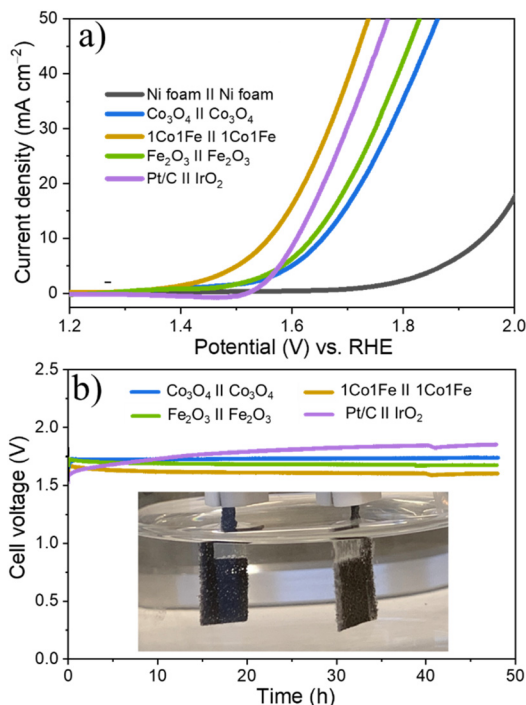 a)
Current density (mA cm⁻²)
50
40
30
20
10
0
Ni foam II Ni foam
Co₃O₄ II Co₃O₄
1Co1Fe II 1Co1Fe
Fe₂O₃ II Fe₂O₃
Pt/C II IrO₂
1.2 1.4 1.6 1.8 2.0
Potential (V) vs. RHE
b)
Cell voltage (V)
2.5
2.0
1.5
1.0
0.5
0.0
Co₃O₄ II Co₃O₄ 1Co1Fe II 1Co1Fe
Fe₂O₃ II Fe₂O₃ Pt/C II IrO₂
0 10 20 30 40 50
Time (h)